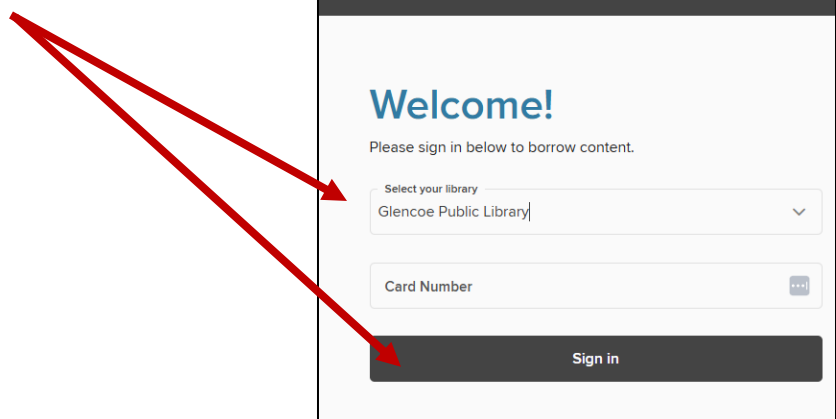 Welcome!
Please sign in below to borrow content.
Select your library
Glencoe Public Library
Card Number
Sign in